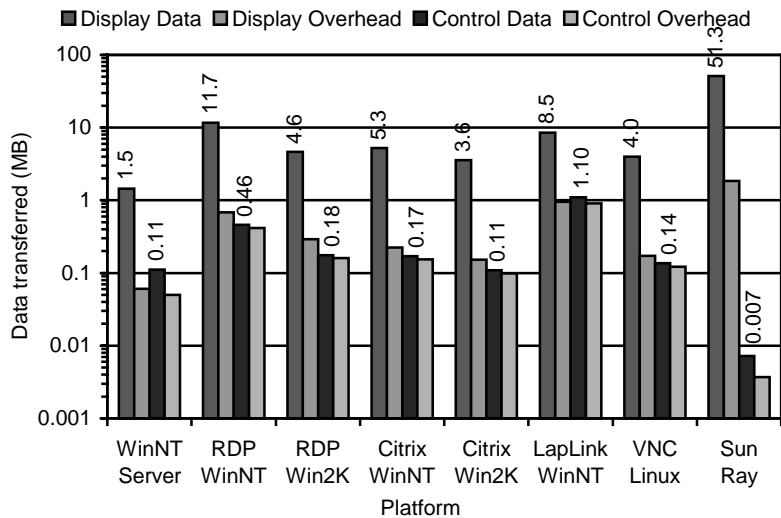 Display Data Display Overhead Control Data Control Overhead
100
10
1
0.1
0.01
0.001
Data transferred (MB)
1.5
0.11
11.7
0.46
4.6
0.18
5.3
0.17
3.6
0.11
8.5
1.10
4.0
0.14
51.3
0.007
WinNT Server
RDP WinNT
RDP Win2K
Citrix WinNT
Citrix Win2K
LapLink WinNT
VNC Linux
Sun Ray
Platform